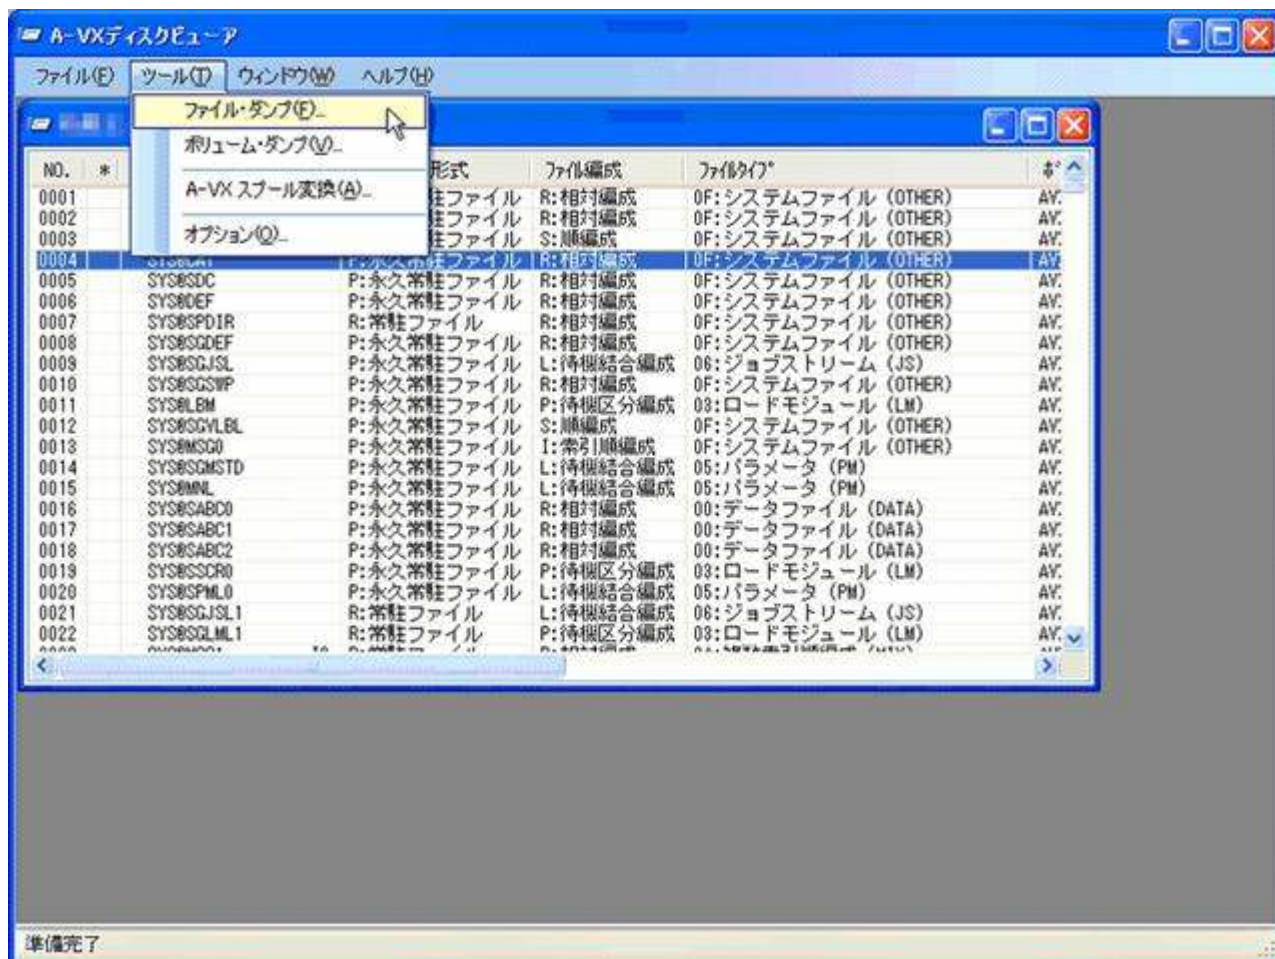 A-VXディスクビューア
ファイル(F) ツール(T) ウィンドウ(W) ヘルプ(H)
ファイル・ダンプ(F)...
ボリューム・ダンプ(V)...
A-VX スプール変換(A)...
オプション(O)...
NO. * 形式 ファイル編成 ファイルタイプ ボ
0001 駐ファイル R:相対編成 0F:システムファイル (OTHER) AV.
0002 駐ファイル R:相対編成 0F:システムファイル (OTHER) AV.
0003 駐ファイル S:順編成 0F:システムファイル (OTHER) AV.
0004 SYS@CAT P:永久常駐ファイル R:相対編成 0F:システムファイル (OTHER) AV.
0005 SYS@SDC P:永久常駐ファイル R:相対編成 0F:システムファイル (OTHER) AV.
0006 SYS@DEF P:永久常駐ファイル R:相対編成 0F:システムファイル (OTHER) AV.
0007 SYS@SPDIR R:常駐ファイル R:相対編成 0F:システムファイル (OTHER) AV.
0008 SYS@SGDEF P:永久常駐ファイル R:相対編成 0F:システムファイル (OTHER) AV.
0009 SYS@SGJSL P:永久常駐ファイル L:待機結合編成 06:ジョブストリーム (JS) AV.
0010 SYS@SGSWP P:永久常駐ファイル R:相対編成 0F:システムファイル (OTHER) AV.
0011 SYS@LBM P:永久常駐ファイル P:待機区分編成 03:ロードモジュール (LM) AV.
0012 SYS@SGVLBL P:永久常駐ファイル S:順編成 0F:システムファイル (OTHER) AV.
0013 SYS@MSG0 P:永久常駐ファイル I:索引順編成 0F:システムファイル (OTHER) AV.
0014 SYS@SGMSTD P:永久常駐ファイル L:待機結合編成 05:パラメータ (PM) AV.
0015 SYS@MNL P:永久常駐ファイル L:待機結合編成 05:パラメータ (PM) AV.
0016 SYS@SABC0 P:永久常駐ファイル R:相対編成 00:データファイル (DATA) AV.
0017 SYS@SABC1 P:永久常駐ファイル R:相対編成 00:データファイル (DATA) AV.
0018 SYS@SABC2 P:永久常駐ファイル R:相対編成 00:データファイル (DATA) AV.
0019 SYS@SSCR0 P:永久常駐ファイル P:待機区分編成 03:ロードモジュール (LM) AV.
0020 SYS@SPML0 P:永久常駐ファイル L:待機結合編成 05:パラメータ (PM) AV.
0021 SYS@SGJSL1 R:常駐ファイル L:待機結合編成 06:ジョブストリーム (JS) AV.
0022 SYS@SGLML1 R:常駐ファイル P:待機区分編成 03:ロードモジュール (LM) AV.
準備完了